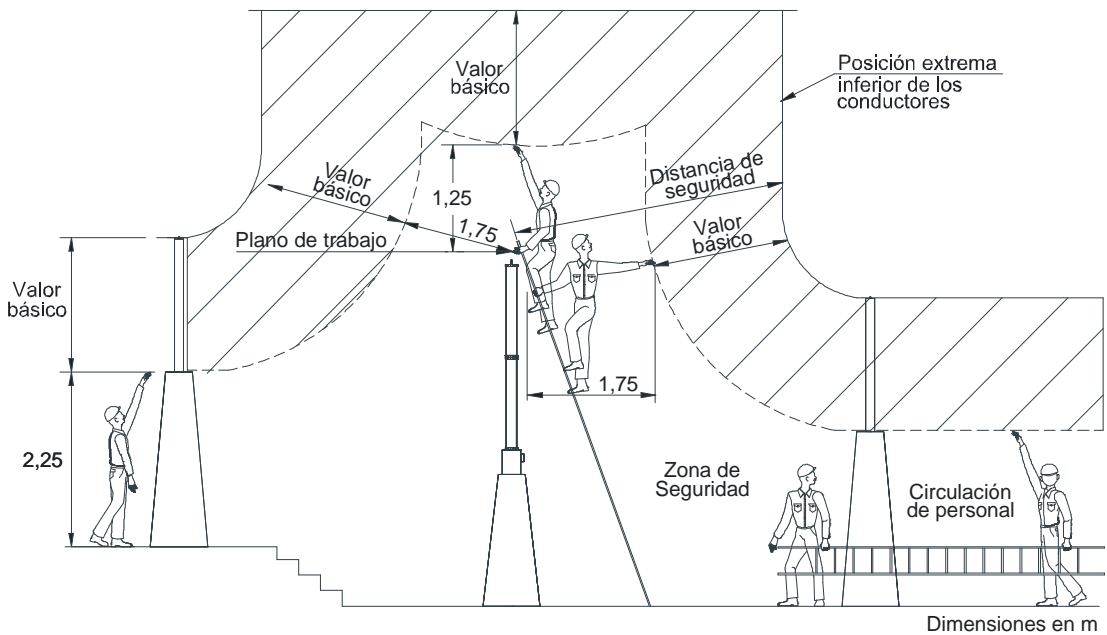 Valor
básico
Posición extrema
inferior de los
conductores
Valor
básico
1,25
Distancia de
seguridad
1,75
Valor
básico
Plano de trabajo
Valor
básico
1,75
2,25
Zona de
Seguridad
Circulación
de personal
Dimensiones en m